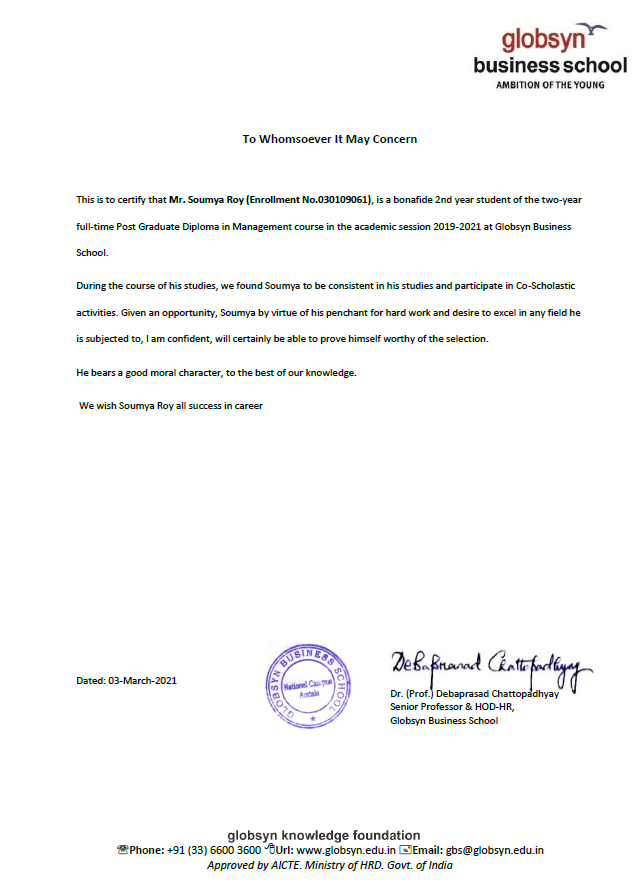 globsyn
business school
AMBITION OF THE YOUNG
To Whomsoever It May Concern
This is to certify that Mr. Soumya Roy (Enrollment No.030109061), is a bonafide 2nd year student of the two-year
full-time Post Graduate Diploma in Management course in the academic session 2019-2021 at Globsyn Business
School.
During the course of his studies, we found Soumya to be consistent in his studies and participate in Co-Scholastic
activities. Given an opportunity, Soumya by virtue of his penchant for hard work and desire to excel in any field he
is subjected to, I am confident, will certainly be able to prove himself worthy of the selection.
He bears a good moral character, to the best of our knowledge.
We wish Soumya Roy all success in career
Dated: 03-March-2021
GLOBSYN BUSINESS SCHOOL
National Campus
Amtala
Debaprasad Chattopadhyay
Dr. (Prof.) Debaprasad Chattopadhyay
Senior Professor & HOD-HR,
Globsyn Business School
globsyn knowledge foundation
☏Phone: +91 (33) 6600 3600 🖰Url: www.globsyn.edu.in 🖃Email: gbs@globsyn.edu.in
Approved by AICTE. Ministry of HRD. Govt. of India